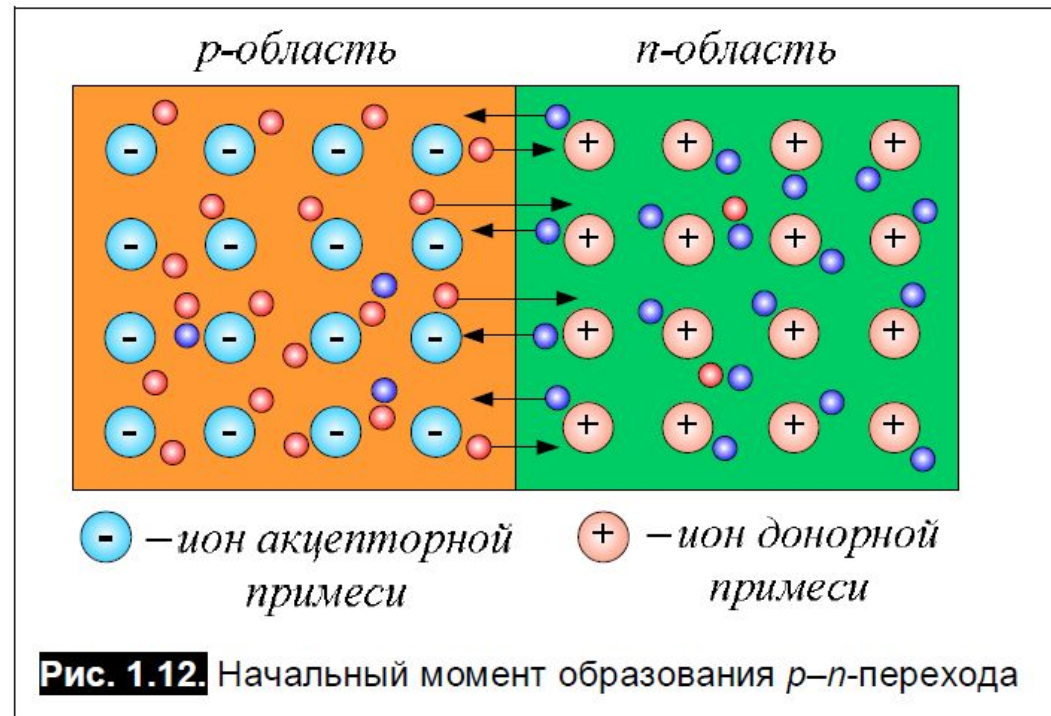 p-область n-область
- –ион акцепторной
примеси
+ –ион донорной
примеси
Рис. 1.12. Начальный момент образования p–n-перехода